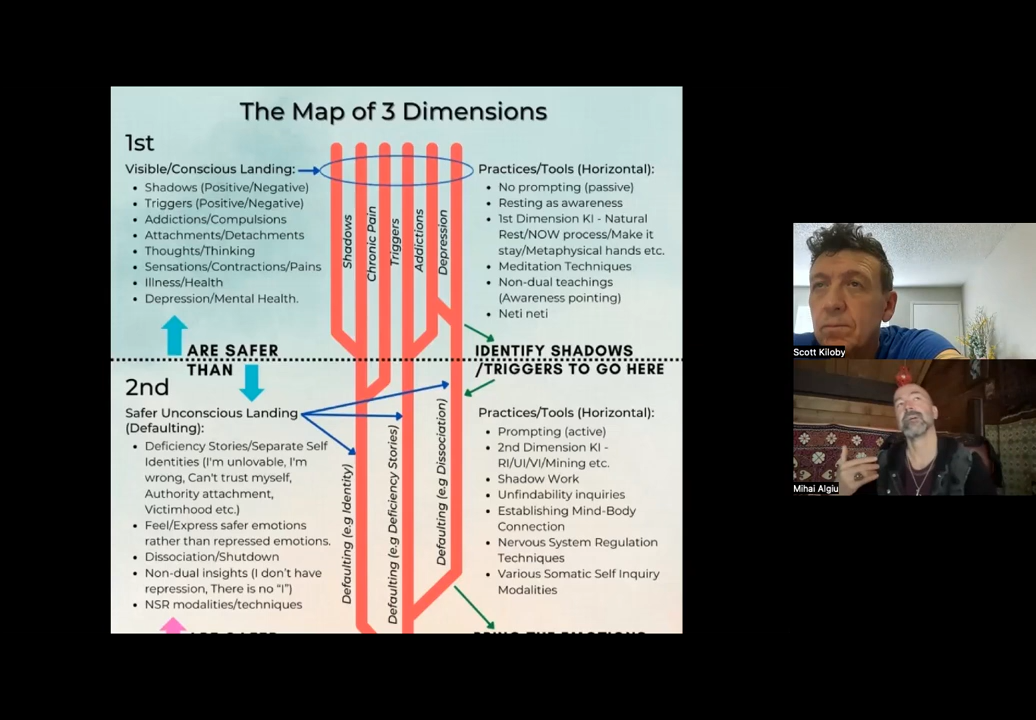 The Map of 3 Dimensions
1st
Visible/Conscious Landing:
• Shadows (Positive/Negative)
• Triggers (Positive/Negative)
• Addictions/Compulsions
• Attachments/Detachments
• Thoughts/Thinking
• Sensations/Contractions/Pains
• Illness/Health
• Depression/Mental Health.
Shadows
Chronic Pain
Triggers
Addictions
Depression
Practices/Tools (Horizontal):
• No prompting (passive)
• Resting as awareness
• 1st Dimension KI - Natural
Rest/NOW process/Make it
stay/Metaphysical hands etc.
• Meditation Techniques
• Non-dual teachings
(Awareness pointing)
• Neti neti
ARE SAFER
THAN
IDENTIFY SHADOWS
/TRIGGERS TO GO HERE
2nd
Safer Unconscious Landing
(Defaulting):
• Deficiency Stories/Separate Self
Identities (I'm unlovable, I'm
wrong, Can't trust myself,
Authority attachment,
Victimhood etc.)
• Feel/Express safer emotions
rather than repressed emotions.
• Dissociation/Shutdown
• Non-dual insights (I don't have
repression, There is no "I")
• NSR modalities/techniques
Defaulting (e.g Identity)
Defaulting (e.g Deficiency Stories)
Defaulting (e.g Dissociation)
Practices/Tools (Horizontal):
• Prompting (active)
• 2nd Dimension KI -
RI/UI/VI/Mining etc.
• Shadow Work
• Unfindability inquiries
• Establishing Mind-Body
Connection
• Nervous System Regulation
Techniques
• Various Somatic Self Inquiry
Modalities
ARE SAFER
BRING THE EMOTIONS
Scott Kiloby
Mihai Algiu